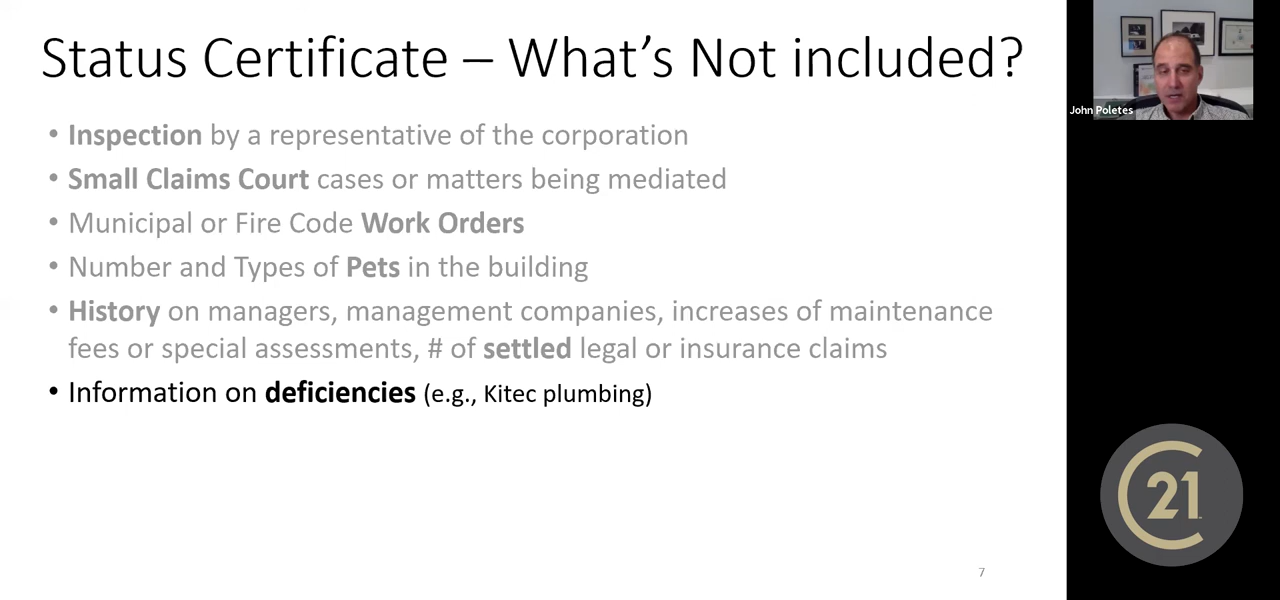 Status Certificate – What's Not included?
• Inspection by a representative of the corporation
• Small Claims Court cases or matters being mediated
• Municipal or Fire Code Work Orders
• Number and Types of Pets in the building
• History on managers, management companies, increases of maintenance
fees or special assessments, # of settled legal or insurance claims
• Information on deficiencies (e.g., Kitec plumbing)
7
John Poletes
C21